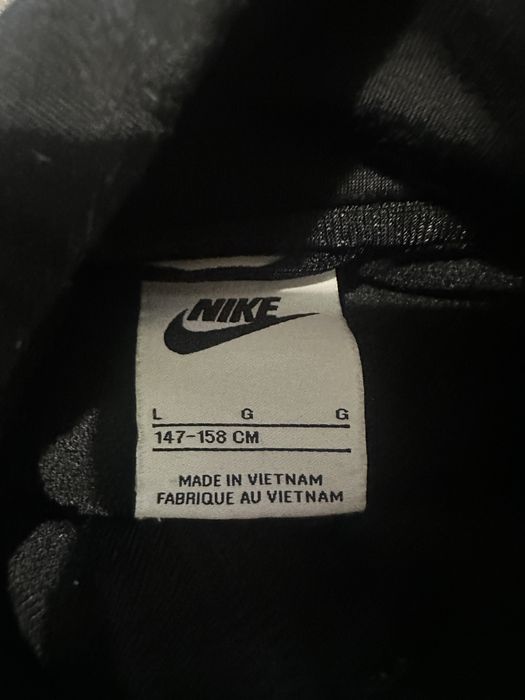 NIKE
L G G
147-158 CM
MADE IN VIETNAM
FABRIQUE AU VIETNAM